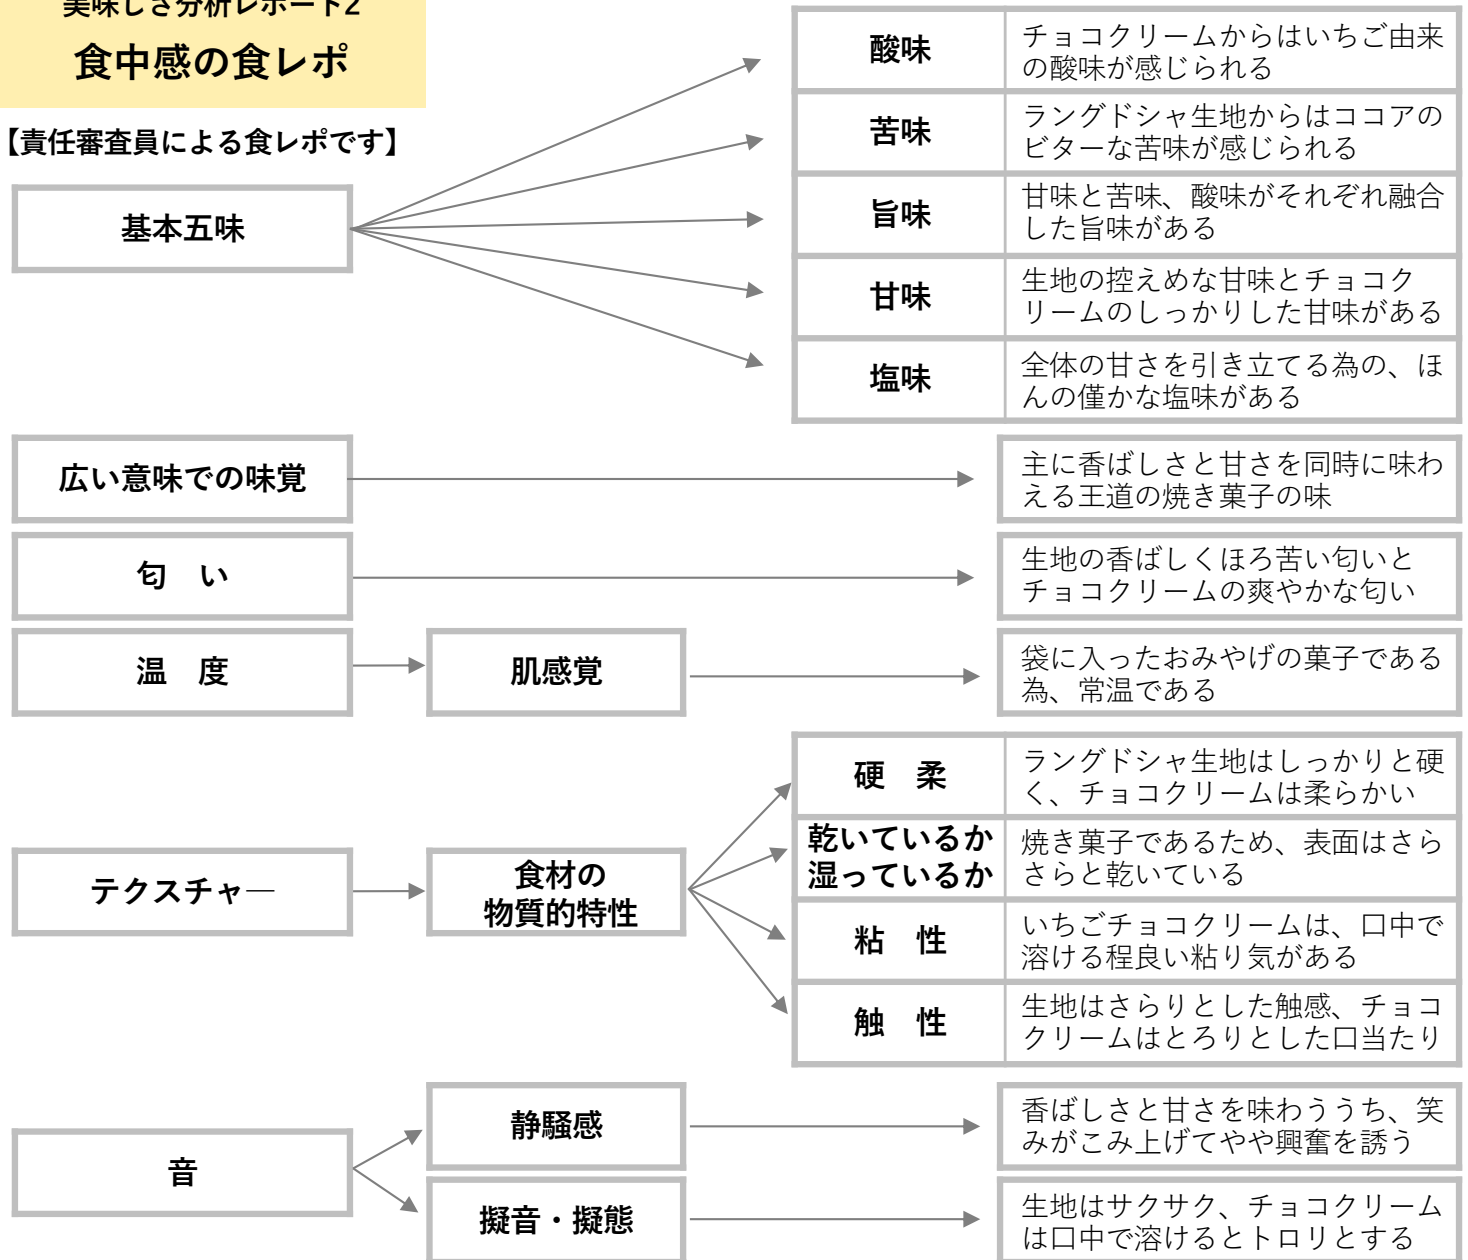 美味しさ分析レポート2
食中感の食レポ
【責任審査員による食レポです】
基本五味
酸味
チョコクリームからはいちご由来
の酸味が感じられる
苦味
ラングドシャ生地からはココアの
ビターな苦味が感じられる
旨味
甘味と苦味、酸味がそれぞれ融合
した旨味がある
甘味
生地の控えめな甘味とチョコク
リームのしっかりした甘味がある
塩味
全体の甘さを引き立てる為の、ほ
んの僅かな塩味がある
広い意味での味覚
主に香ばしさと甘さを同時に味わ
える王道の焼き菓子の味
匂　い
生地の香ばしくほろ苦い匂いと
チョコクリームの爽やかな匂い
温　度
肌感覚
袋に入ったおみやげの菓子である
為、常温である
テクスチャ―
食材の
物質的特性
硬　柔
ラングドシャ生地はしっかりと硬
く、チョコクリームは柔らかい
乾いているか
湿っているか
焼き菓子であるため、表面はさら
さらと乾いている
粘　性
いちごチョコクリームは、口中で
溶ける程良い粘り気がある
触　性
生地はさらりとした触感、チョコ
クリームはとろりとした口当たり
音
静騒感
香ばしさと甘さを味わううち、笑
みがこみ上げてやや興奮を誘う
擬音・擬態
生地はサクサク、チョコクリーム
は口中で溶けるとトロリとする